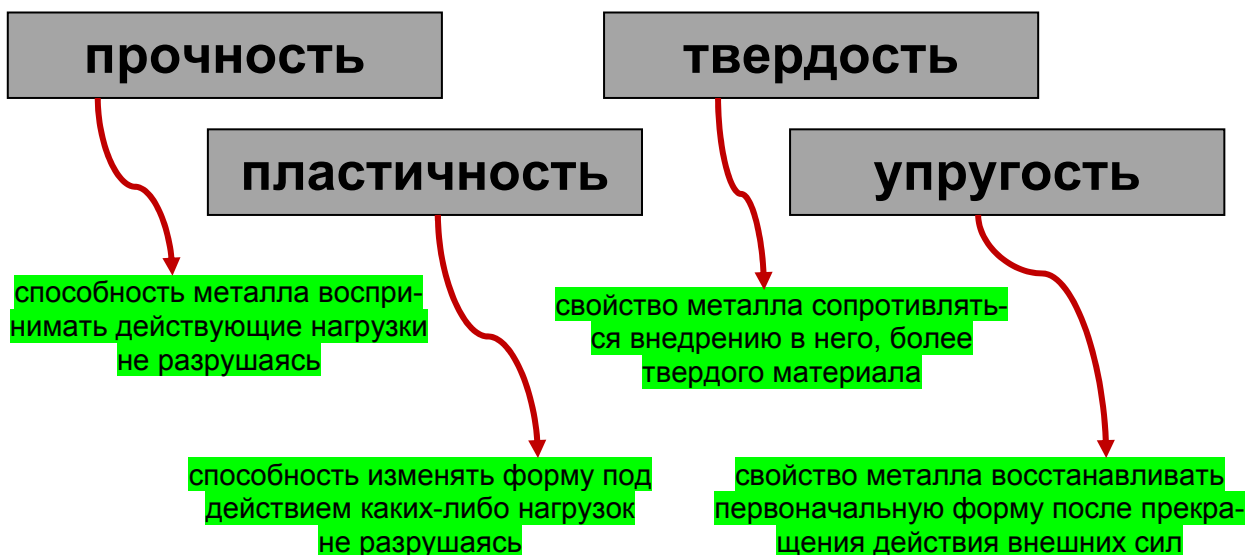 прочность
твердость
пластичность
упругость
способность металла воспри-
нимать действующие нагрузки
не разрушаясь
свойство металла сопротивлять-
ся внедрению в него, более
твердого материала
способность изменять форму под
действием каких-либо нагрузок
не разрушаясь
свойство металла восстанавливать
первоначальную форму после прекра-
щения действия внешних сил